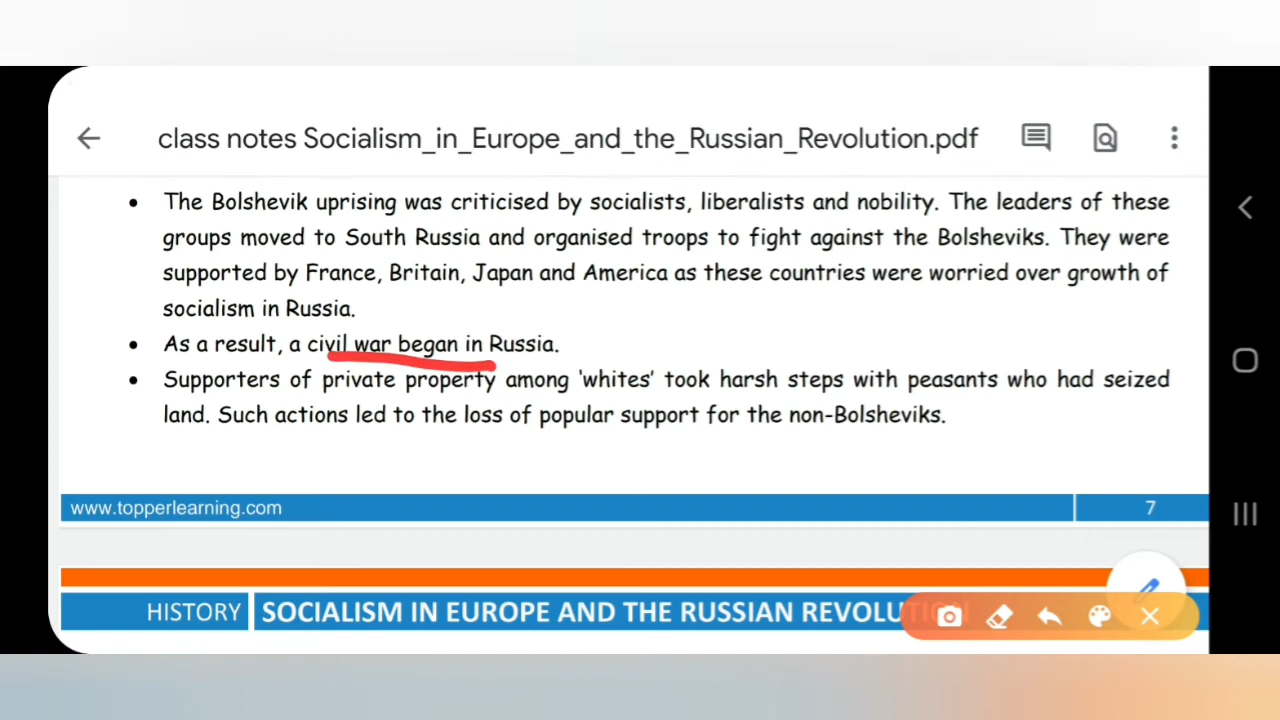 class notes Socialism_in_Europe_and_the_Russian_Revolution.pdf
• The Bolshevik uprising was criticised by socialists, liberalists and nobility. The leaders of these
groups moved to South Russia and organised troops to fight against the Bolsheviks. They were
supported by France, Britain, Japan and America as these countries were worried over growth of
socialism in Russia.
• As a result, a civil war began in Russia.
• Supporters of private property among ‘whites’ took harsh steps with peasants who had seized
land. Such actions led to the loss of popular support for the non-Bolsheviks.
www.topperlearning.com 7
HISTORY SOCIALISM IN EUROPE AND THE RUSSIAN